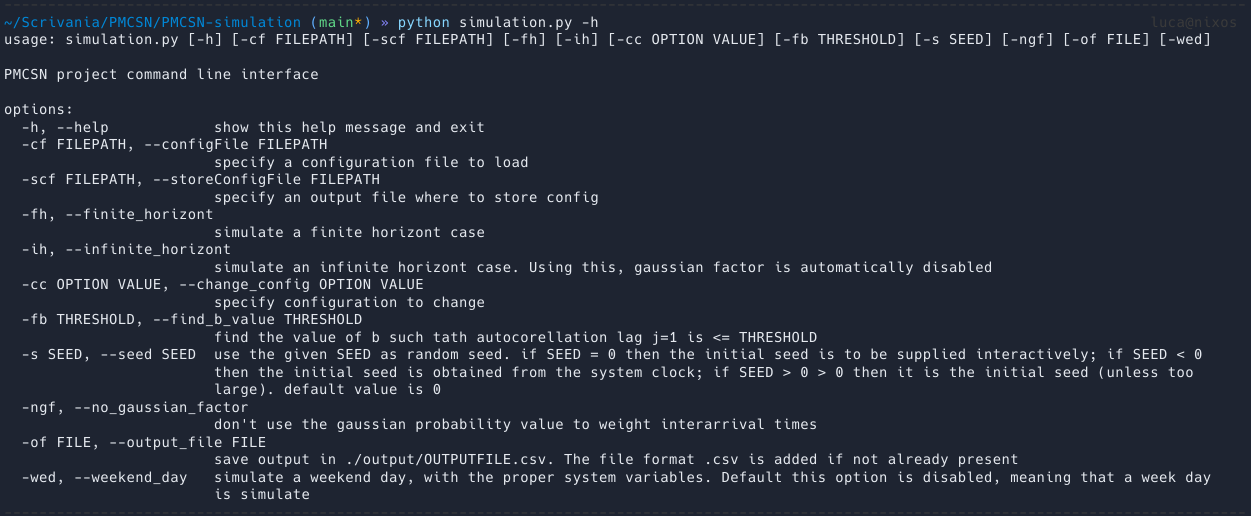 ~/Scrivania/PMCSN/PMCSN-simulation (main*) » python simulation.py -h luca@nixos
usage: simulation.py [-h] [-cf FILEPATH] [-scf FILEPATH] [-fh] [-ih] [-cc OPTION VALUE] [-fb THRESHOLD] [-s SEED] [-ngf] [-of FILE] [-wed]
PMCSN project command line interface
options:
-h, --help show this help message and exit
-cf FILEPATH, --configFile FILEPATH
specify a configuration file to load
-scf FILEPATH, --storeConfigFile FILEPATH
specify an output file where to store config
-fh, --finite_horizont
simulate a finite horizont case
-ih, --infinite_horizont
simulate an infinite horizont case. Using this, gaussian factor is automatically disabled
-cc OPTION VALUE, --change_config OPTION VALUE
specify configuration to change
-fb THRESHOLD, --find_b_value THRESHOLD
find the value of b such tath autocorellation lag j=1 is <= THRESHOLD
-s SEED, --seed SEED use the given SEED as random seed. if SEED = 0 then the initial seed is to be supplied interactively; if SEED < 0
then the initial seed is obtained from the system clock; if SEED > 0 > 0 then it is the initial seed (unless too
large). default value is 0
-ngf, --no_gaussian_factor
don't use the gaussian probability value to weight interarrival times
-of FILE, --output_file FILE
save output in ./output/OUTPUTFILE.csv. The file format .csv is added if not already present
-wed, --weekend_day simulate a weekend day, with the proper system variables. Default this option is disabled, meaning that a week day
is simulate